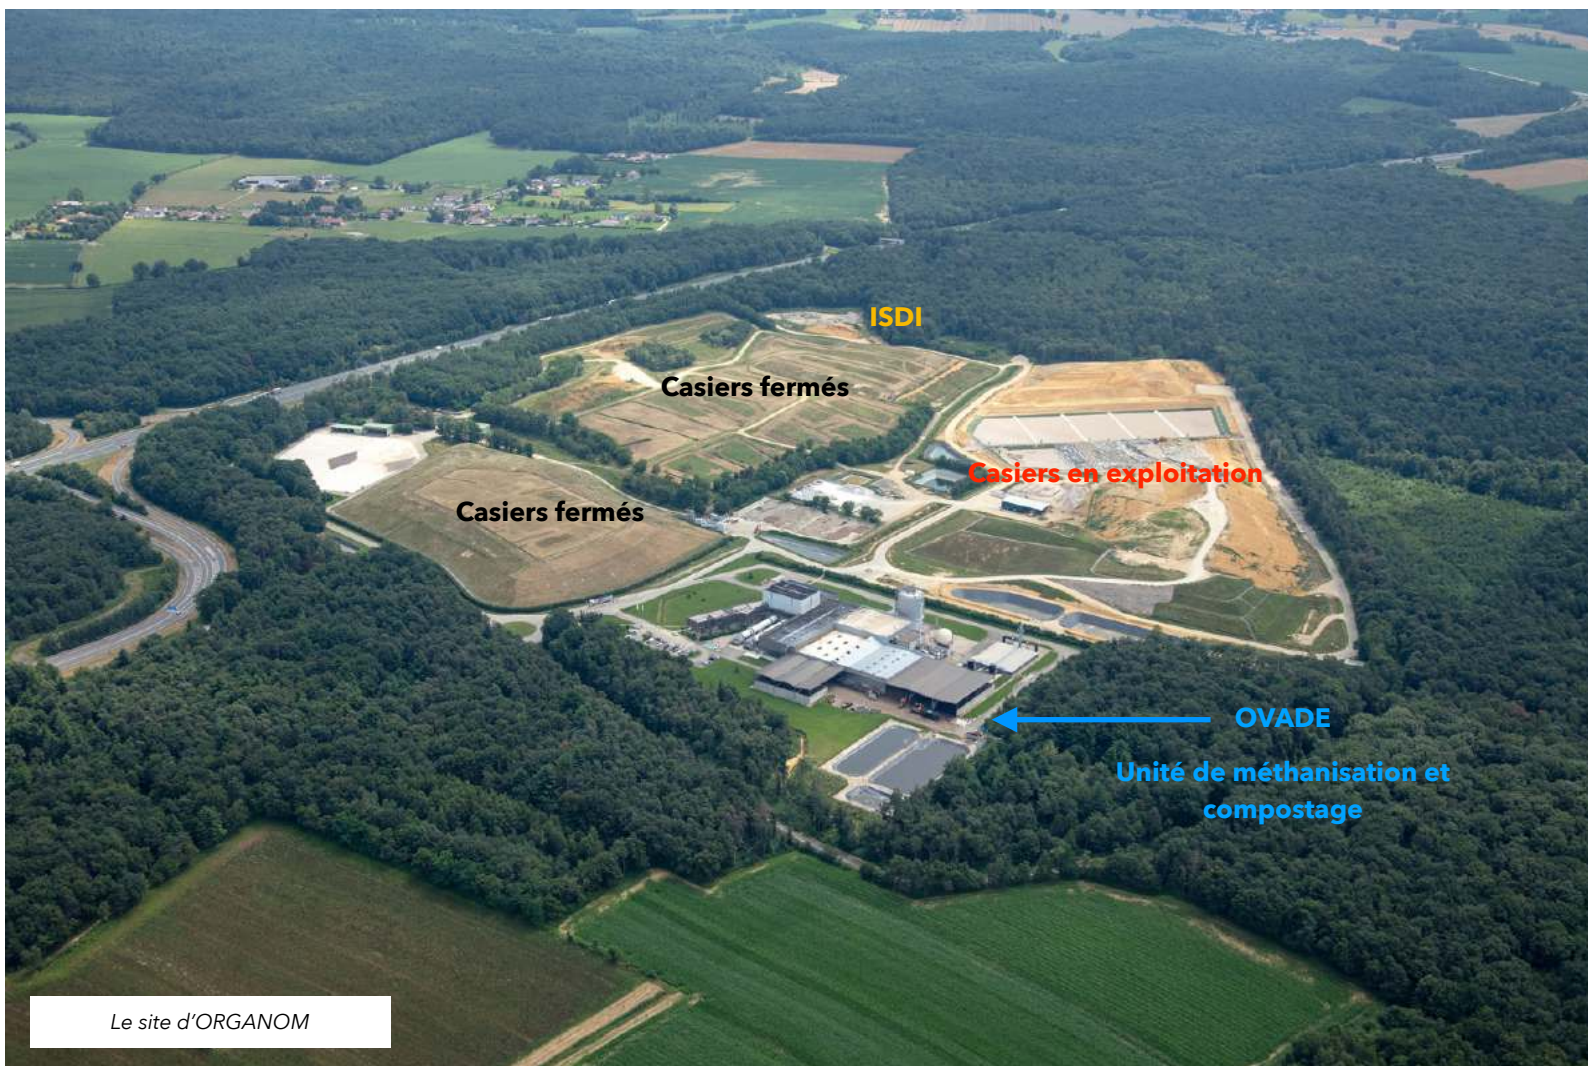 ISDI
Casiers fermés
Casiers en exploitation
Casiers fermés
OVADE
Unité de méthanisation et
compostage
Le site d’ORGANOM